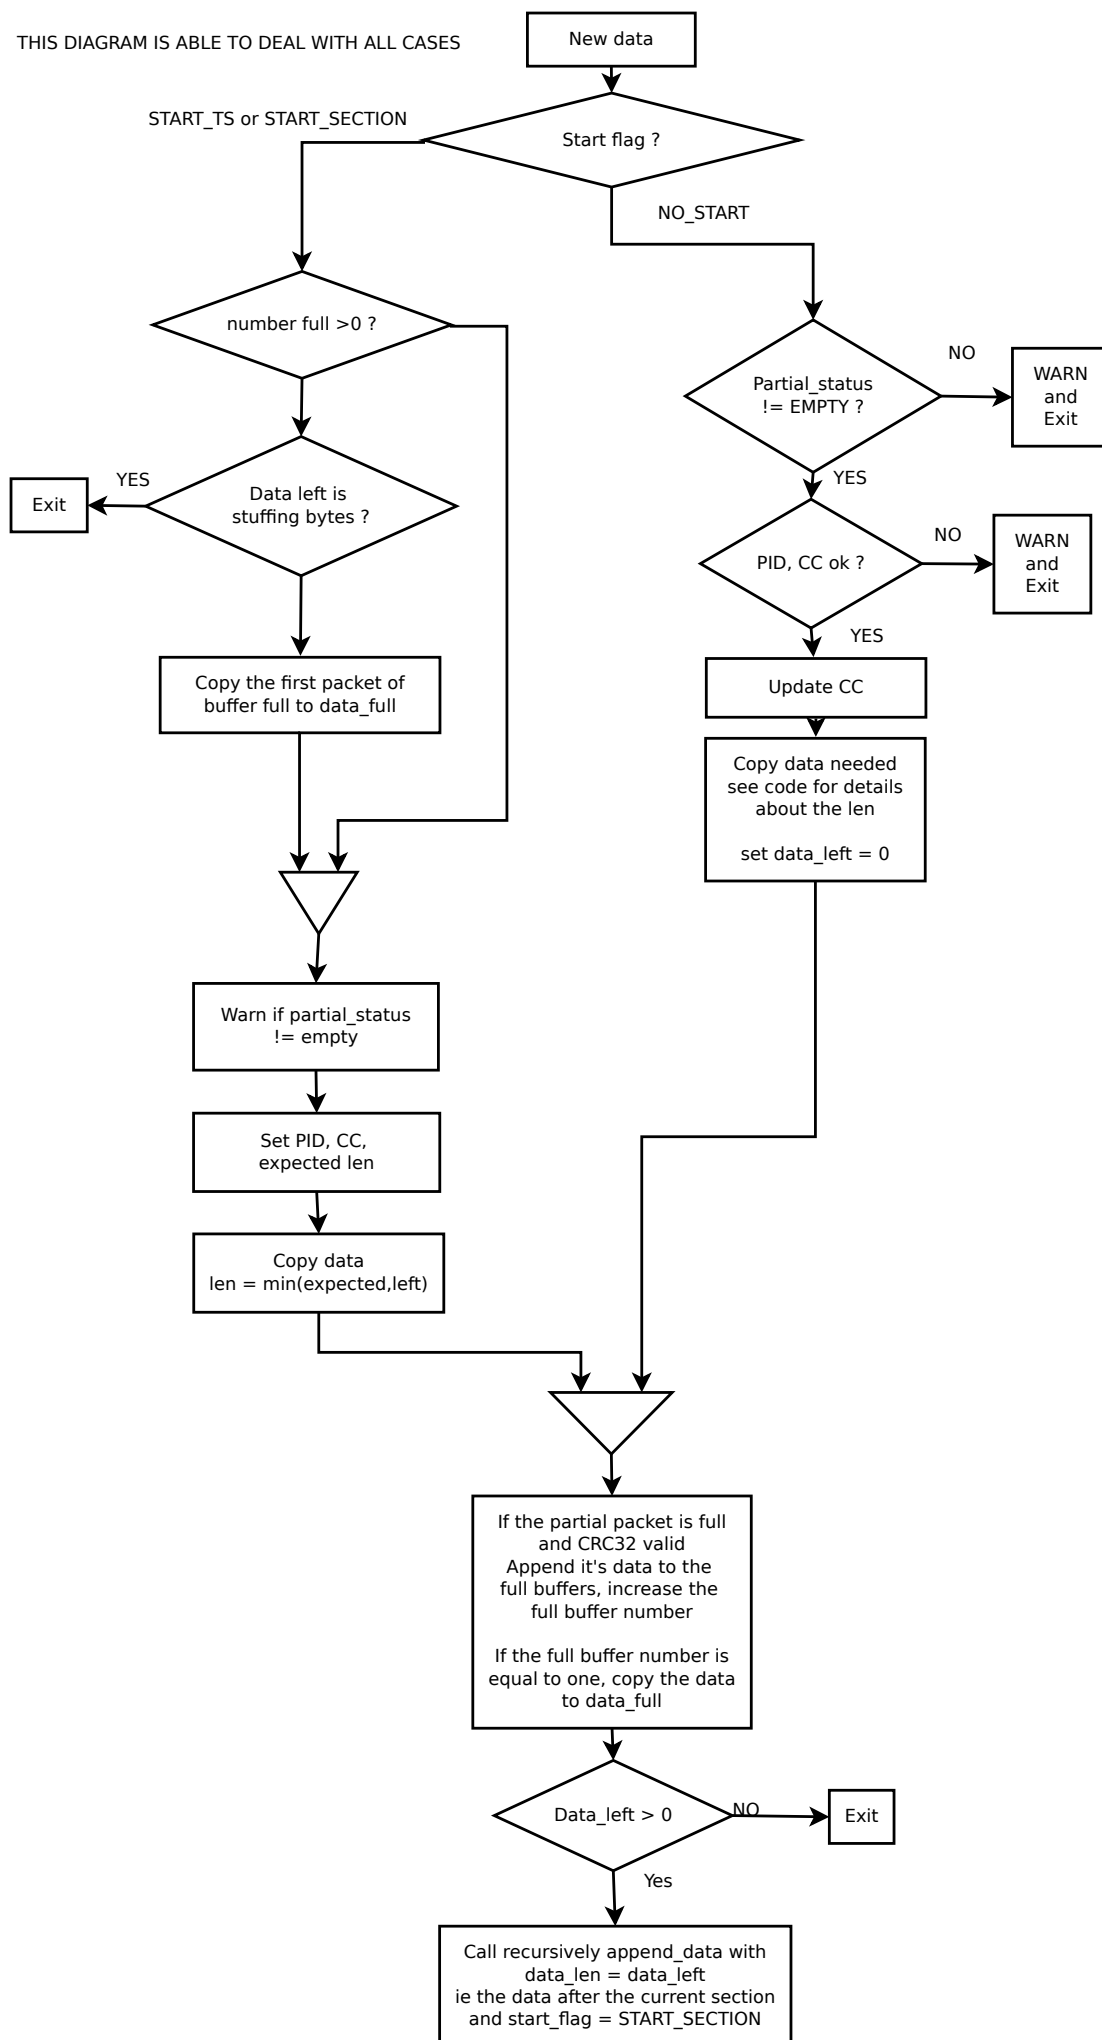 THIS DIAGRAM IS ABLE TO DEAL WITH ALL CASES
New data
START_TS or START_SECTION
Start flag ?
NO_START
number full >0 ?
Partial_status
!= EMPTY ?
NO
WARN
and
Exit
YES
Exit
YES
Data left is
stuffing bytes ?
PID, CC ok ?
NO
WARN
and
Exit
YES
Copy the first packet of
buffer full to data_full
Update CC
Copy data needed
see code for details
about the len
set data_left = 0
Warn if partial_status
!= empty
Set PID, CC,
expected len
Copy data
len = min(expected,left)
If the partial packet is full
and CRC32 valid
Append it's data to the
full buffers, increase the
full buffer number
If the full buffer number is
equal to one, copy the data
to data_full
Data_left > 0
NO
Exit
Yes
Call recursively append_data with
data_len = data_left
ie the data after the current section
and start_flag = START_SECTION